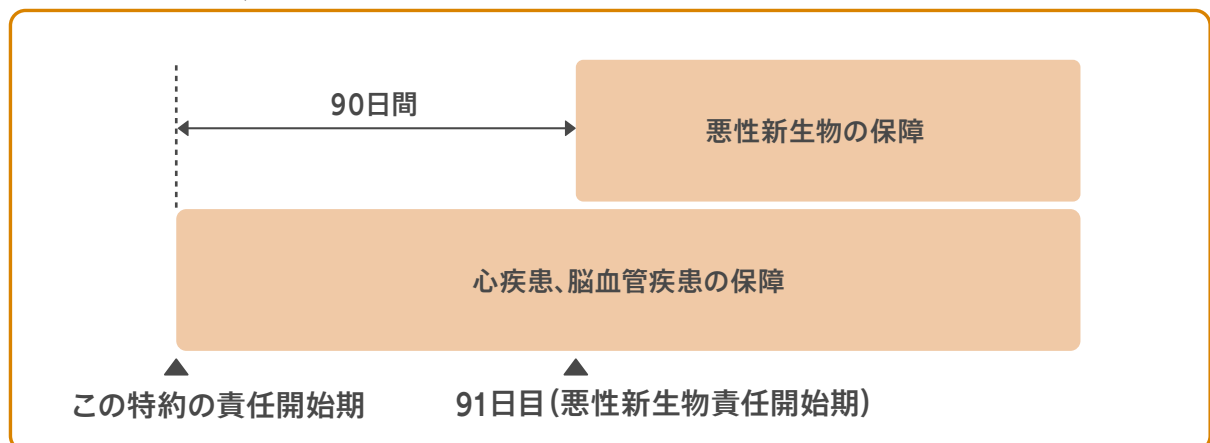 90日間
悪性新生物の保障
心疾患、脳血管疾患の保障
この特約の責任開始期
91日目(悪性新生物責任開始期)